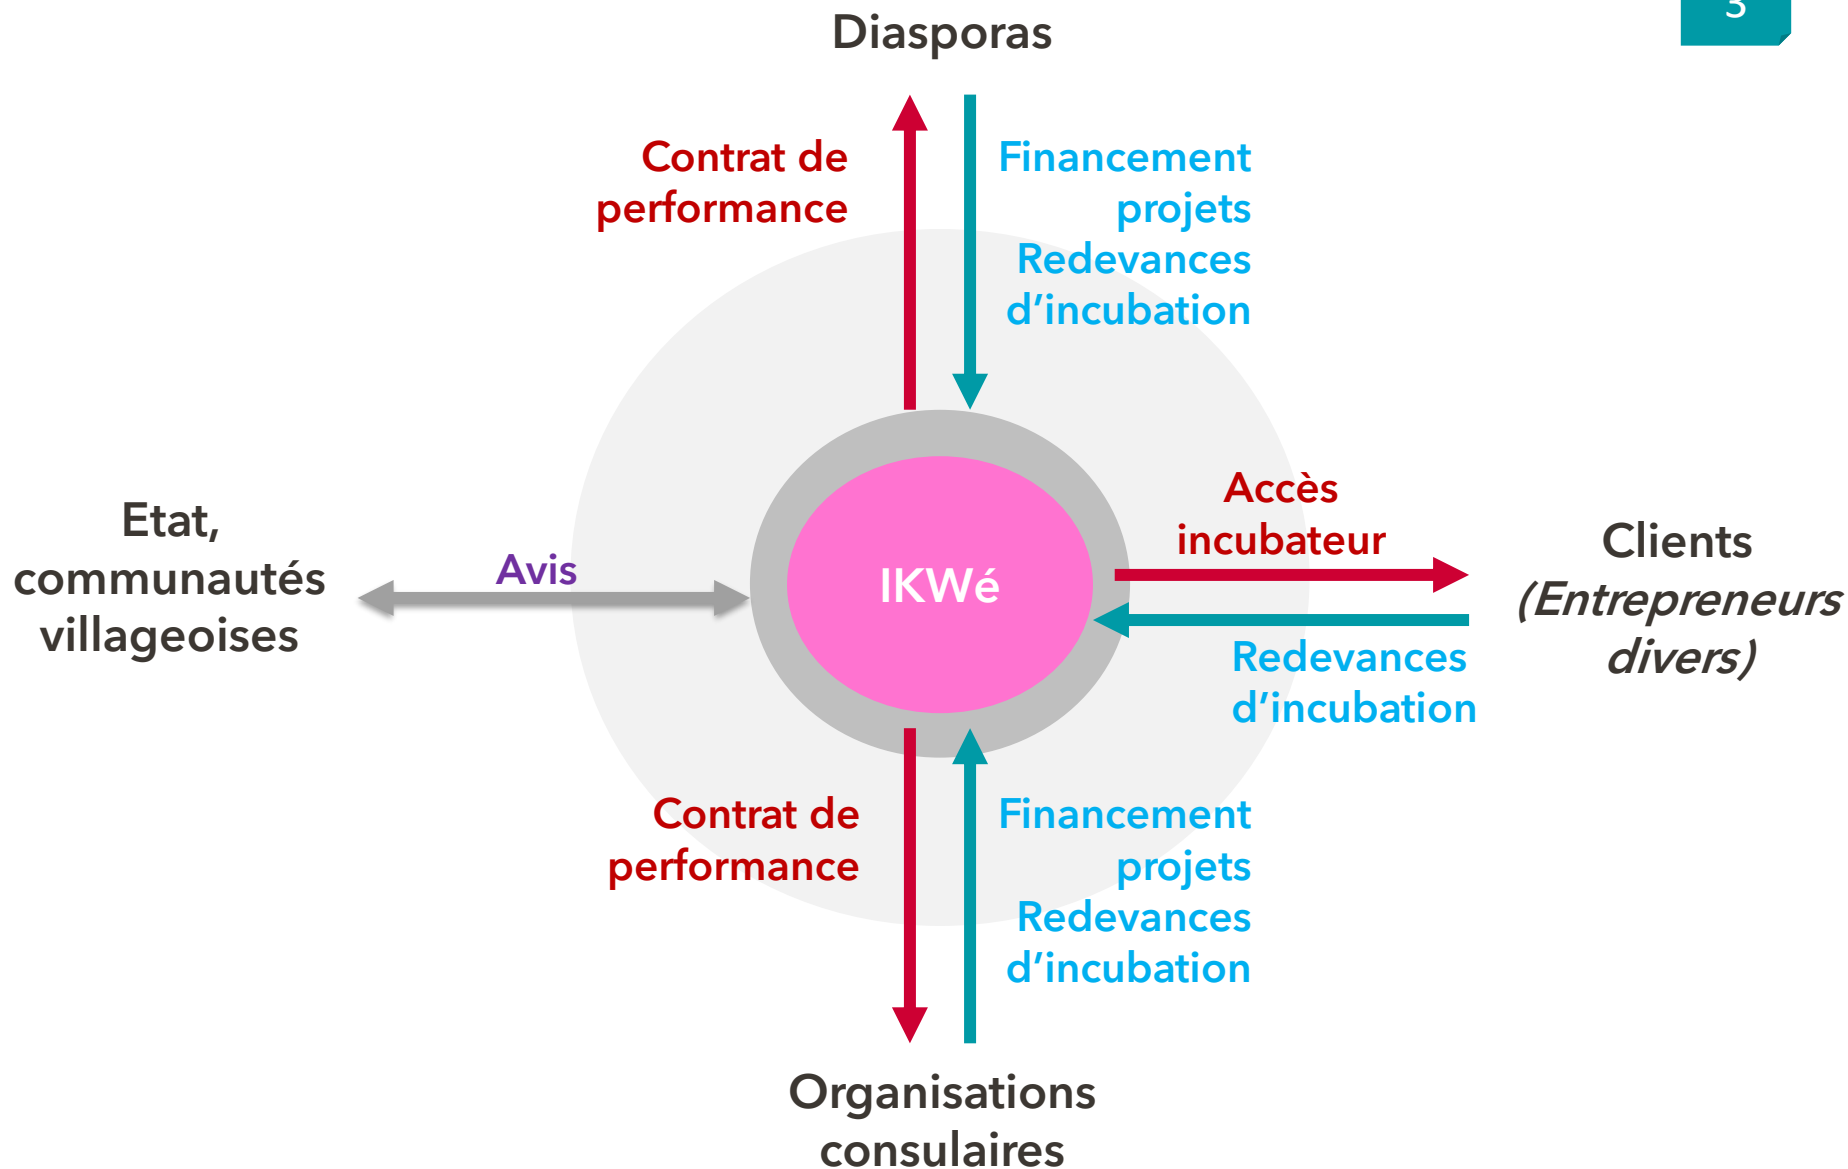 3
Diasporas
Contrat de
performance
Financement
projets
Redevances
d’incubation
Etat,
communautés
villageoises
Avis
IKWé
Accès
incubateur
Redevances
d’incubation
Clients
(Entrepreneurs
divers)
Contrat de
performance
Financement
projets
Redevances
d’incubation
Organisations
consulaires